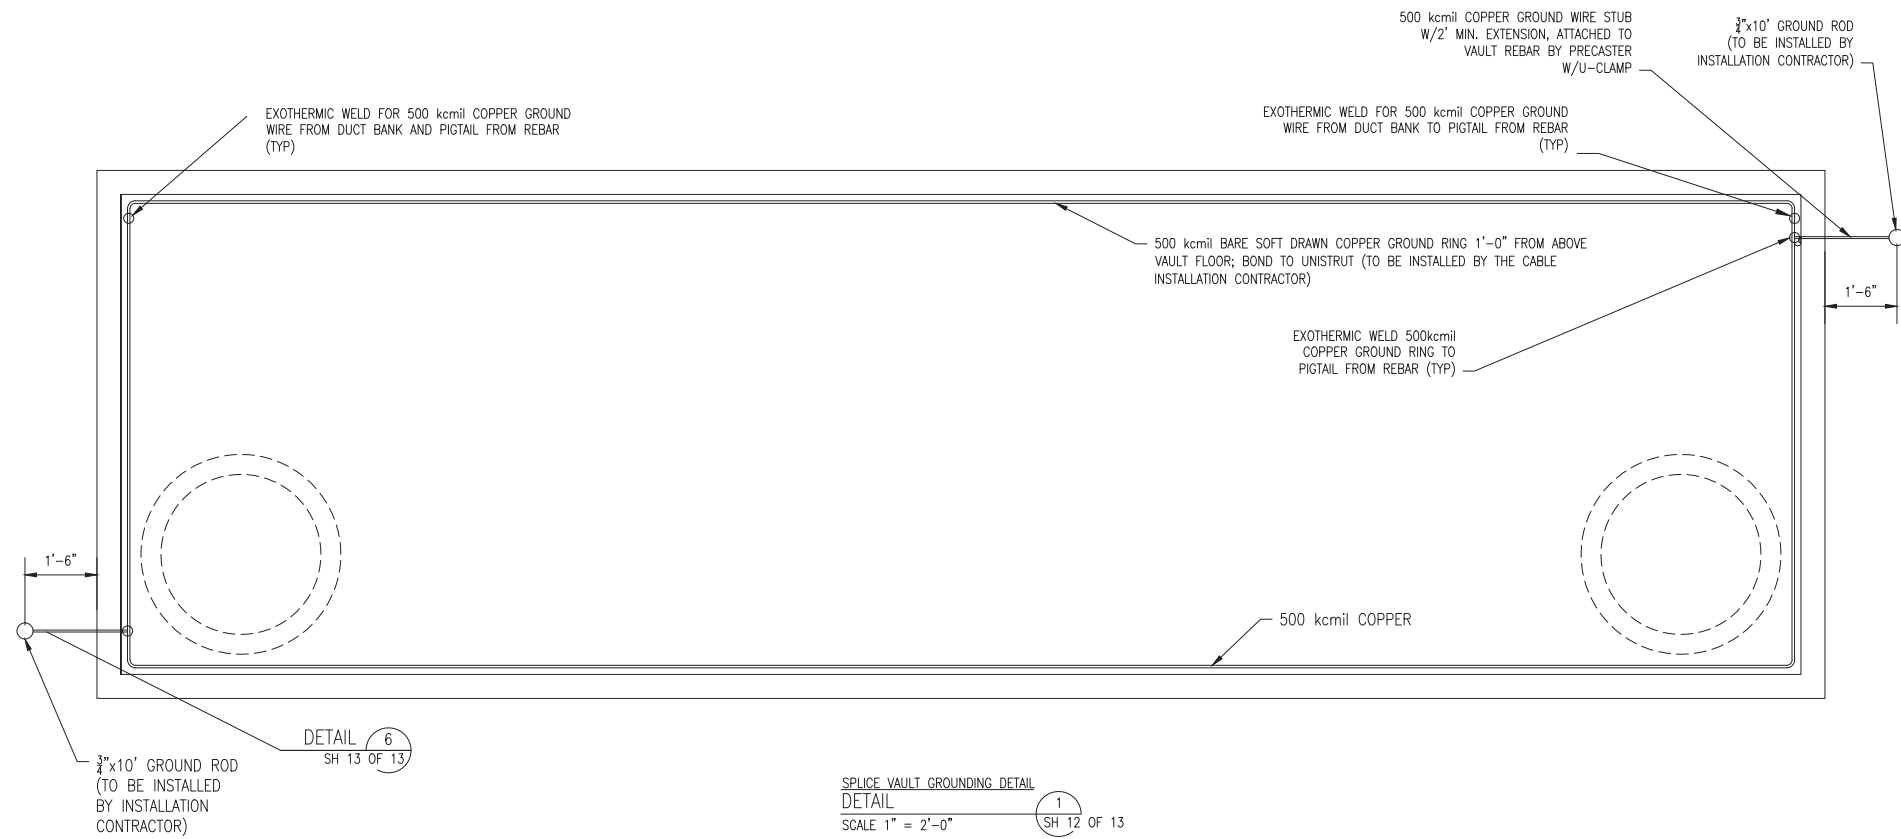 500 kcmil COPPER GROUND WIRE STUB
W/2' MIN. EXTENSION, ATTACHED TO
VAULT REBAR BY PRECASTER
W/U-CLAMP
3/4"x10' GROUND ROD
(TO BE INSTALLED BY
INSTALLATION CONTRACTOR)
EXOTHERMIC WELD FOR 500 kcmil COPPER GROUND
WIRE FROM DUCT BANK AND PIGTAIL FROM REBAR
(TYP)
EXOTHERMIC WELD FOR 500 kcmil COPPER GROUND
WIRE FROM DUCT BANK TO PIGTAIL FROM REBAR
(TYP)
500 kcmil BARE SOFT DRAWN COPPER GROUND RING 1'-0" FROM ABOVE
VAULT FLOOR; BOND TO UNISTRUT (TO BE INSTALLED BY THE CABLE
INSTALLATION CONTRACTOR)
1'-6"
EXOTHERMIC WELD 500kcmil
COPPER GROUND RING TO
PIGTAIL FROM REBAR (TYP)
1'-6"
500 kcmil COPPER
DETAIL 6
SH 13 OF 13
3/4"x10' GROUND ROD
(TO BE INSTALLED
BY INSTALLATION
CONTRACTOR)
SPLICE VAULT GROUNDING DETAIL
DETAIL 1
SCALE 1" = 2'-0" SH 12 OF 13